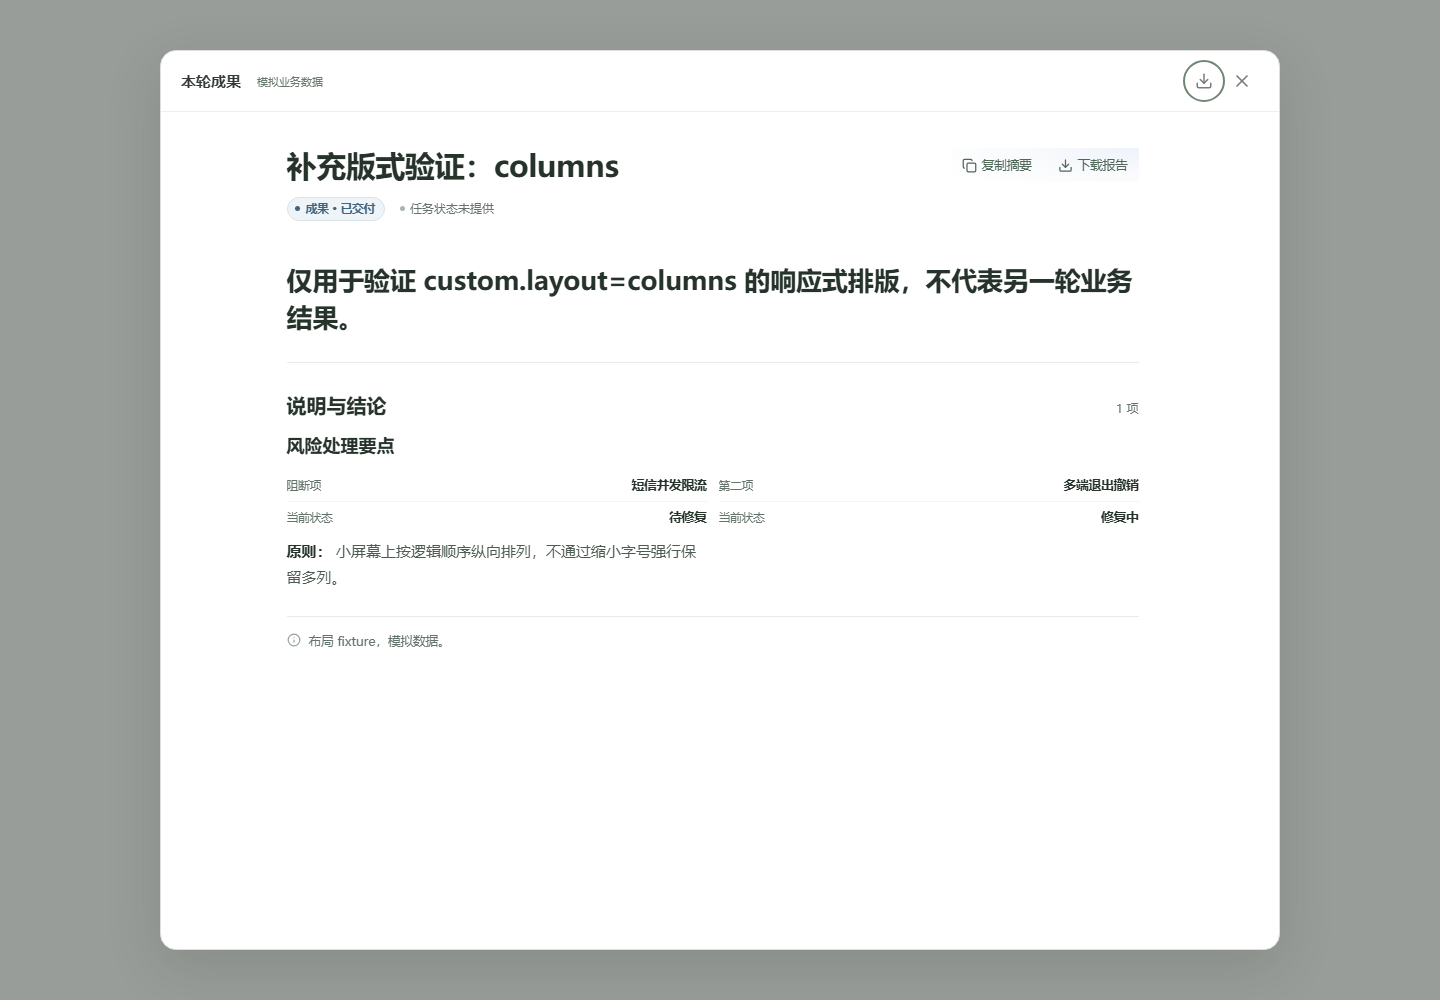 本轮成果 模拟业务数据
补充版式验证：columns
复制摘要 下载报告
成果 • 已交付 任务状态未提供
仅用于验证 custom.layout=columns 的响应式排版，不代表另一轮业务
结果。
说明与结论 1 项
风险处理要点
阻断项 短信并发限流 第二项 多端退出撤销
当前状态 待修复 当前状态 修复中
原则： 小屏幕上按逻辑顺序纵向排列，不通过缩小字号强行保
留多列。
布局 fixture，模拟数据。